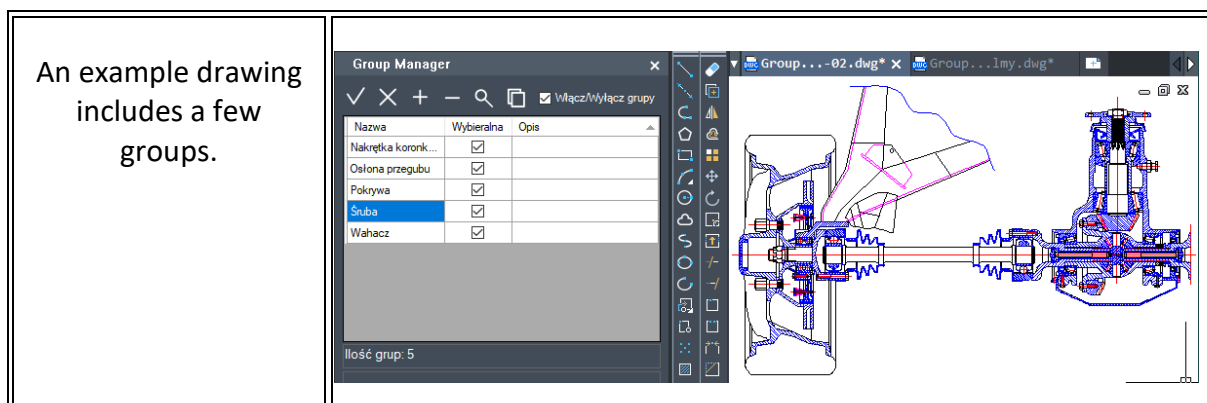 An example drawing
includes a few
groups.
Group Manager
Włącz/Wyłącz grupy
Nazwa Wybieralna Opis
Nakrętka koronk...
Osłona przegubu
Pokrywa
Śruba
Wahacz
Ilość grup: 5
Group...-02.dwg* Group...lmy.dwg*